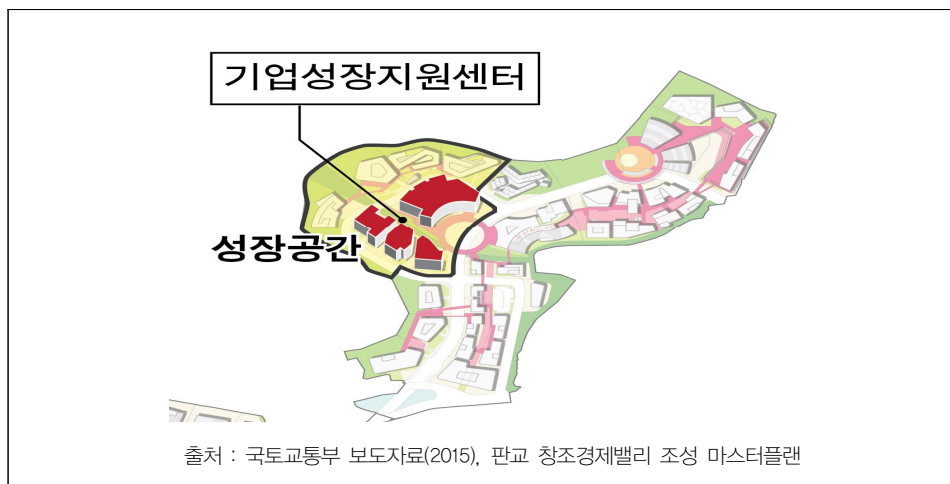 기업성장지원센터
성장공간
출처 : 국토교통부 보도자료(2015), 판교 창조경제밸리 조성 마스터플랜